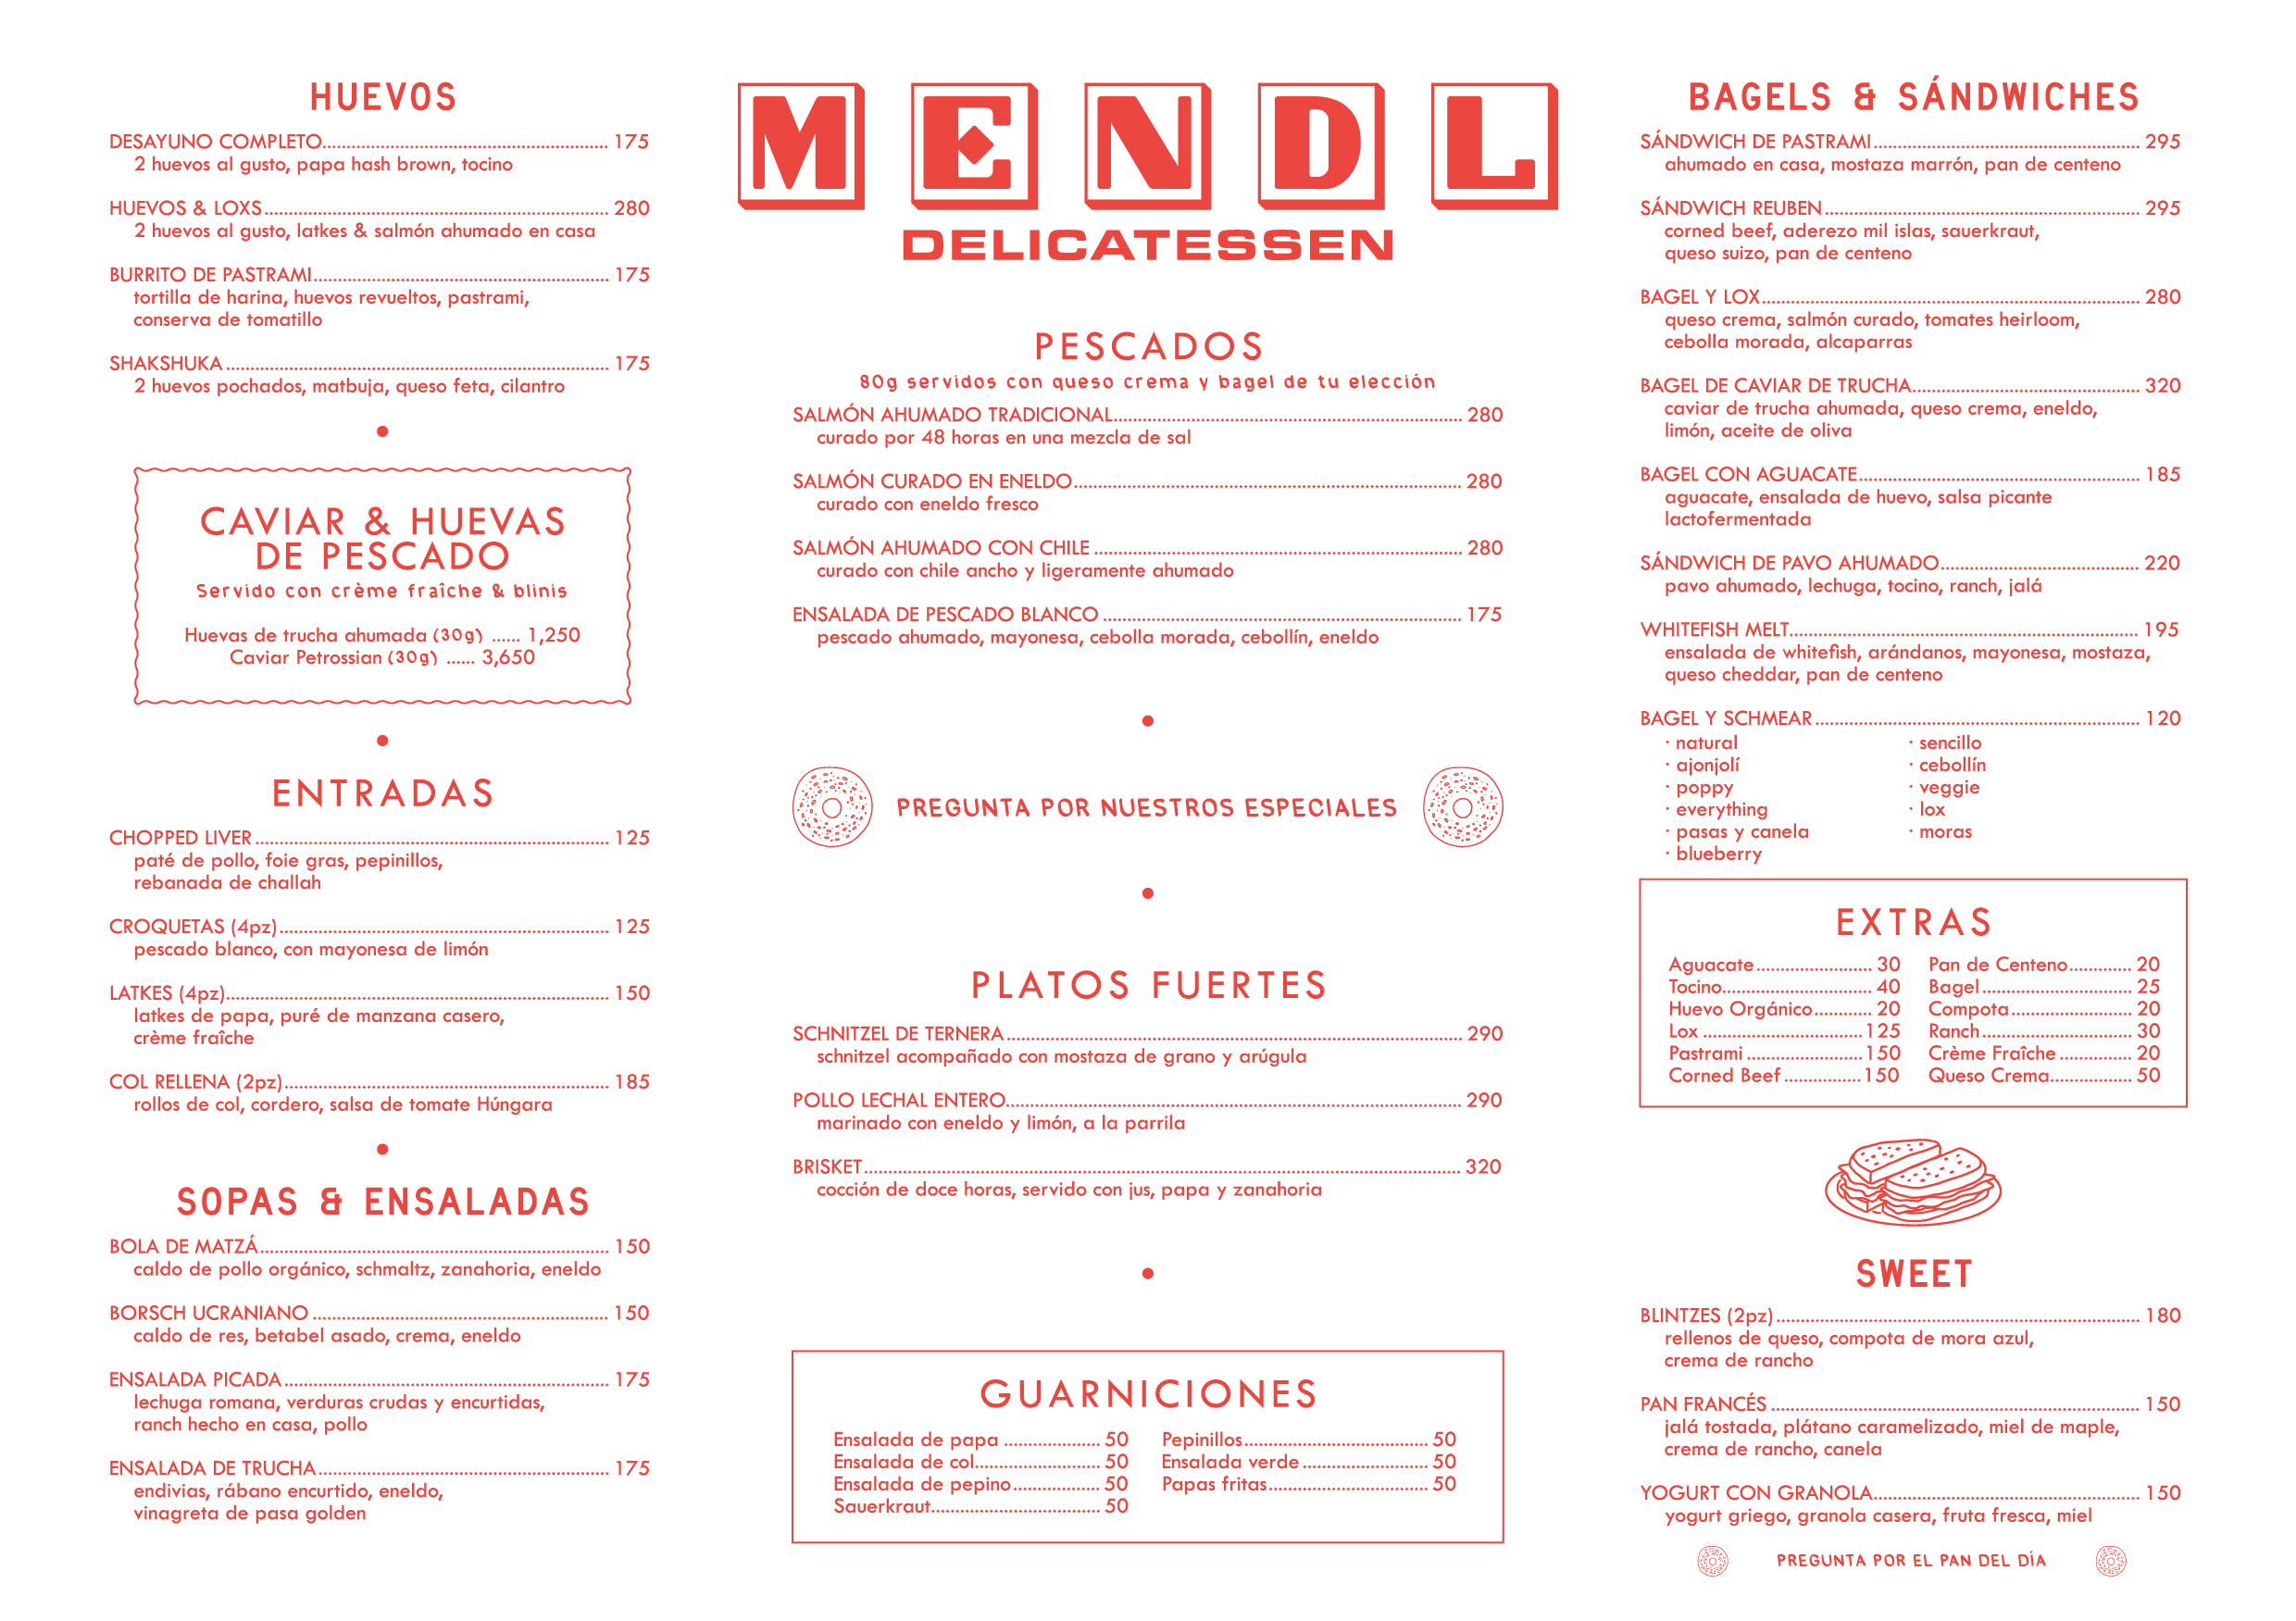 HUEVOS
DESAYUNO COMPLETO 175
2 huevos al gusto, papa hash brown, tocino
HUEVOS & LOXS 280
2 huevos al gusto, latkes & salmón ahumado en casa
BURRITO DE PASTRAMI 175
tortilla de harina, huevos revueltos, pastrami,
conserva de tomatillo
SHAKSHUKA 175
2 huevos pochados, matbuja, queso feta, cilantro
CAVIAR & HUEVAS
DE PESCADO
Servido con crème fraîche & blinis
Huevas de trucha ahumada (30g) ...... 1,250
Caviar Petrossian (30g) ...... 3,650
ENTRADAS
CHOPPED LIVER 125
paté de pollo, foie gras, pepinillos,
rebanada de challah
CROQUETAS (4pz) 125
pescado blanco, con mayonesa de limón
LATKES (4pz) 150
latkes de papa, puré de manzana casero,
crème fraîche
COL RELLENA (2pz) 185
rollos de col, cordero, salsa de tomate Húngara
SOPAS & ENSALADAS
BOLA DE MATZÁ 150
caldo de pollo orgánico, schmaltz, zanahoria, eneldo
BORSCH UCRANIANO 150
caldo de res, betabel asado, crema, eneldo
ENSALADA PICADA 175
lechuga romana, verduras crudas y encurtidas,
ranch hecho en casa, pollo
ENSALADA DE TRUCHA 175
endivias, rábano encurtido, eneldo,
vinagreta de pasa golden
MENDL
DELICATESSEN
PESCADOS
80g servidos con queso crema y bagel de tu elección
SALMÓN AHUMADO TRADICIONAL 280
curado por 48 horas en una mezcla de sal
SALMÓN CURADO EN ENELDO 280
curado con eneldo fresco
SALMÓN AHUMADO CON CHILE 280
curado con chile ancho y ligeramente ahumado
ENSALADA DE PESCADO BLANCO 175
pescado ahumado, mayonesa, cebolla morada, cebollín, eneldo
PREGUNTA POR NUESTROS ESPECIALES
PLATOS FUERTES
SCHNITZEL DE TERNERA 290
schnitzel acompañado con mostaza de grano y arúgula
POLLO LECHAL ENTERO 290
marinado con eneldo y limón, a la parrila
BRISKET 320
cocción de doce horas, servido con jus, papa y zanahoria
GUARNICIONES
Ensalada de papa 50
Ensalada de col 50
Ensalada de pepino 50
Sauerkraut 50
Pepinillos 50
Ensalada verde 50
Papas fritas 50
BAGELS & SÁNDWICHES
SÁNDWICH DE PASTRAMI 295
ahumado en casa, mostaza marrón, pan de centeno
SÁNDWICH REUBEN 295
corned beef, aderezo mil islas, sauerkraut,
queso suizo, pan de centeno
BAGEL Y LOX 280
queso crema, salmón curado, tomates heirloom,
cebolla morada, alcaparras
BAGEL DE CAVIAR DE TRUCHA 320
caviar de trucha ahumada, queso crema, eneldo,
limón, aceite de oliva
BAGEL CON AGUACATE 185
aguacate, ensalada de huevo, salsa picante
lactofermentada
SÁNDWICH DE PAVO AHUMADO 220
pavo ahumado, lechuga, tocino, ranch, jalá
WHITEFISH MELT 195
ensalada de whitefish, arándanos, mayonesa, mostaza,
queso cheddar, pan de centeno
BAGEL Y SCHMEAR 120
· natural
· ajonjolí
· poppy
· everything
· pasas y canela
· blueberry
· sencillo
· cebollín
· veggie
· lox
· moras
EXTRAS
Aguacate 30
Tocino 40
Huevo Orgánico 20
Lox 125
Pastrami 150
Corned Beef 150
Pan de Centeno 20
Bagel 25
Compota 20
Ranch 30
Crème Fraîche 20
Queso Crema 50
SWEET
BLINTZES (2pz) 180
rellenos de queso, compota de mora azul,
crema de rancho
PAN FRANCÉS 150
jalá tostada, plátano caramelizado, miel de maple,
crema de rancho, canela
YOGURT CON GRANOLA 150
yogurt griego, granola casera, fruta fresca, miel
PREGUNTA POR EL PAN DEL DÍA